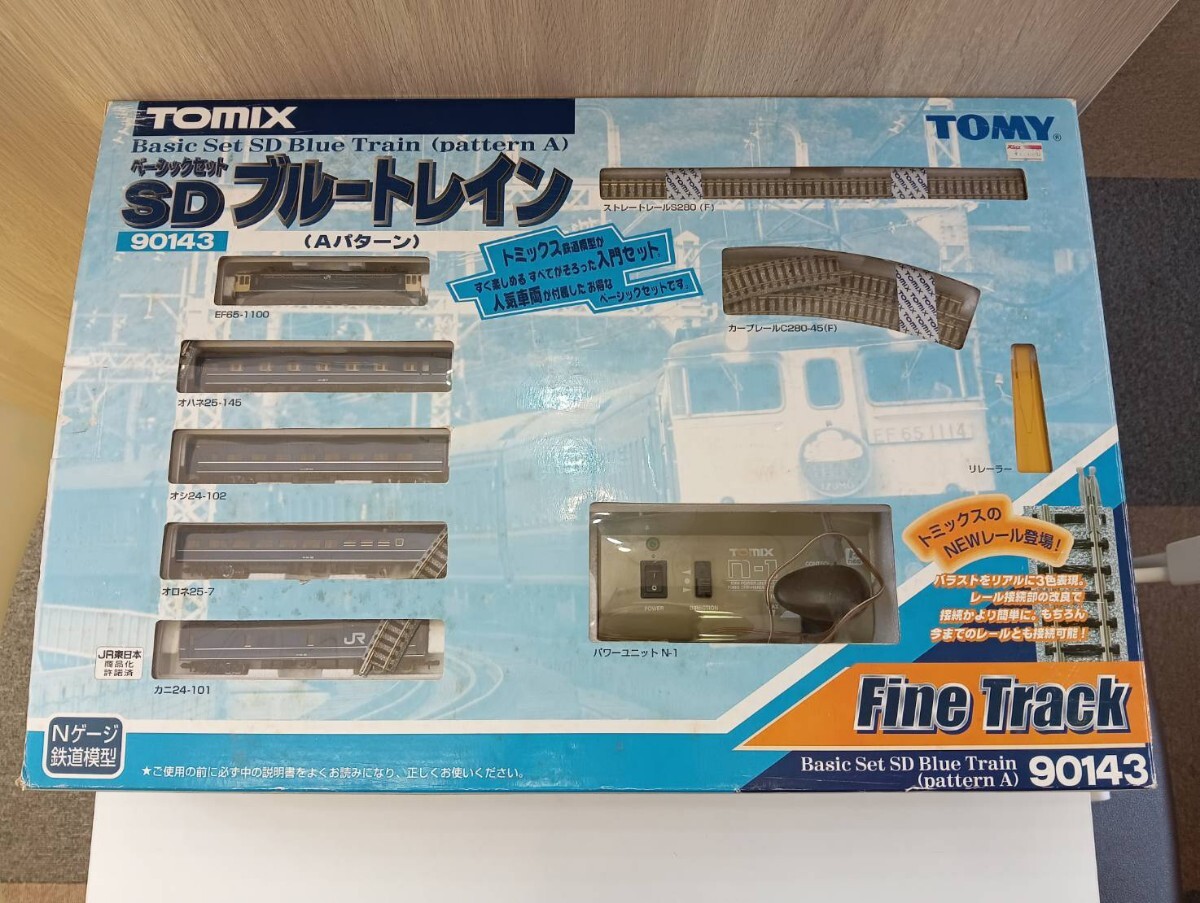 TOMIX
Basic Set SD Blue Train (pattern A)
ベーシックセット
SD ブルートレイン
90143
(Aパターン)
TOMY®
TOMIX
ストレートレールS280 (F)
トミックス鉄道模型が
すぐ楽しめる すべてがそろった入門セット。
人気車両が付属したお得な
ベーシックセットです。
EF65-1100
カーブレールC280-45(F)
TOMIX
オハネ25-145
EF 65 1114
リレーラー
オシ24-102
トミックスの
NEWレール登場!
バラストをリアルに3色表現。
レール接続部の改良で
接続がより簡単に。もちろん
今までのレールとも接続可能!
TOMIX
n-1
POWER
DIRECTION
オロネ25-7
パワーユニット N-1
JR
JR東日本
商品化
許諾済
カニ24-101
Fine Track
Nゲージ
鉄道模型
★ご使用の前に必ず中の説明書をよくお読みになり、正しくお使いください。
Basic Set SD Blue Train
(pattern A) 90143